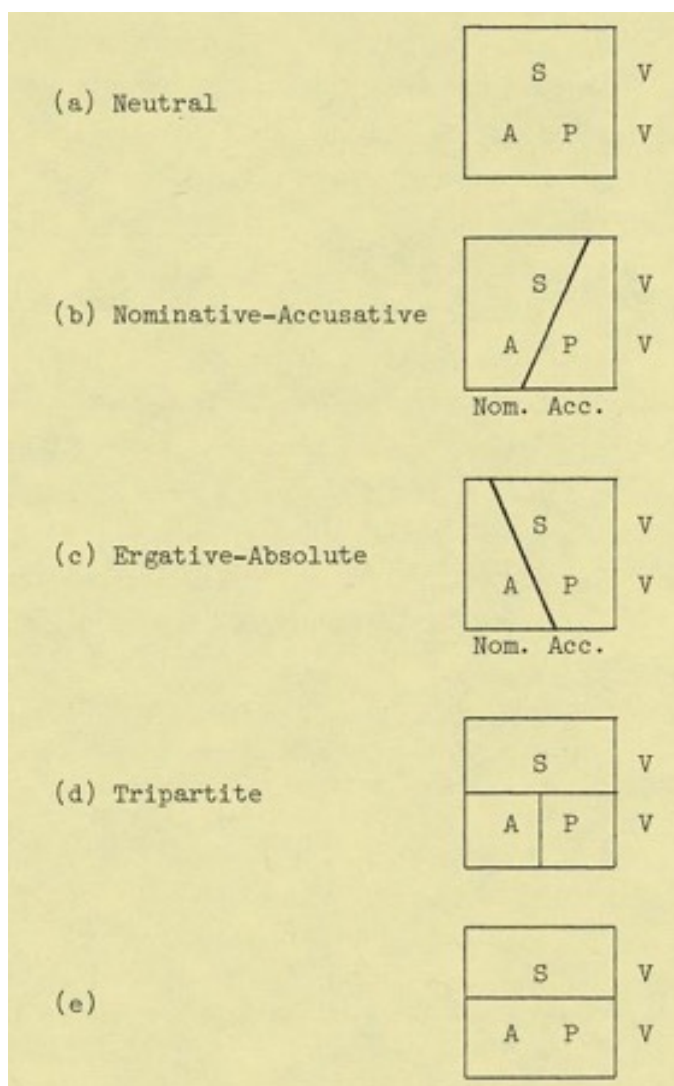 S V
(a) Neutral
A P V
S V
(b) Nominative-Accusative
A P V
Nom. Acc.
S V
(c) Ergative-Absolute
A P V
Nom. Acc.
S V
(d) Tripartite
A P V
S V
(e)
A P V